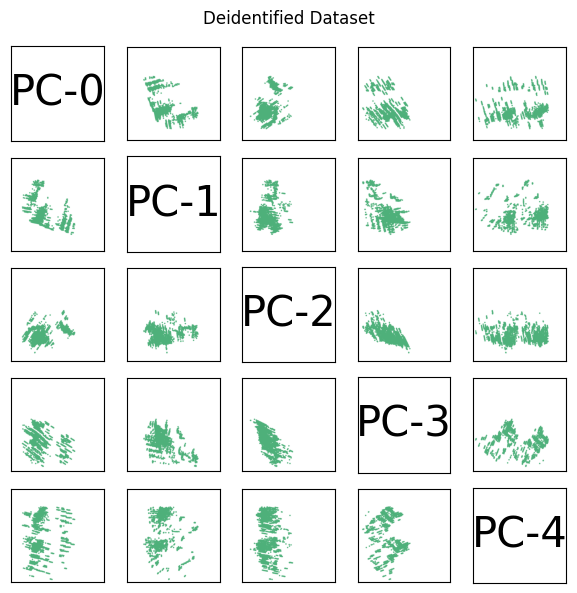 Deidentified Dataset
PC-0
PC-1
PC-2
PC-3
PC-4